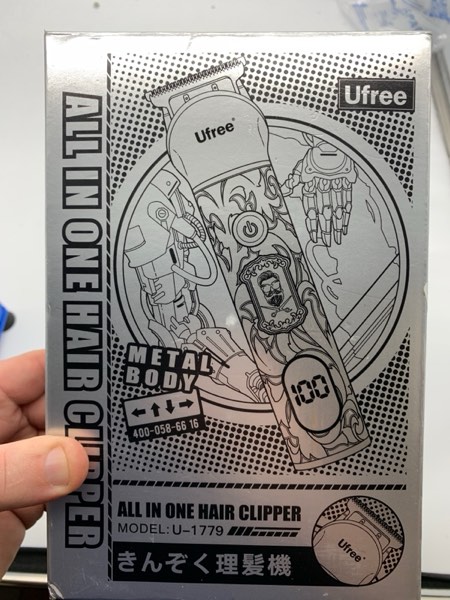 Ufree
ALL IN ONE HAIR CLIPPER
Ufree
100
METAL
BODY
400-058-66 16
ALL IN ONE HAIR CLIPPER
MODEL: U-1779
きんぞく理髪機
Ufree